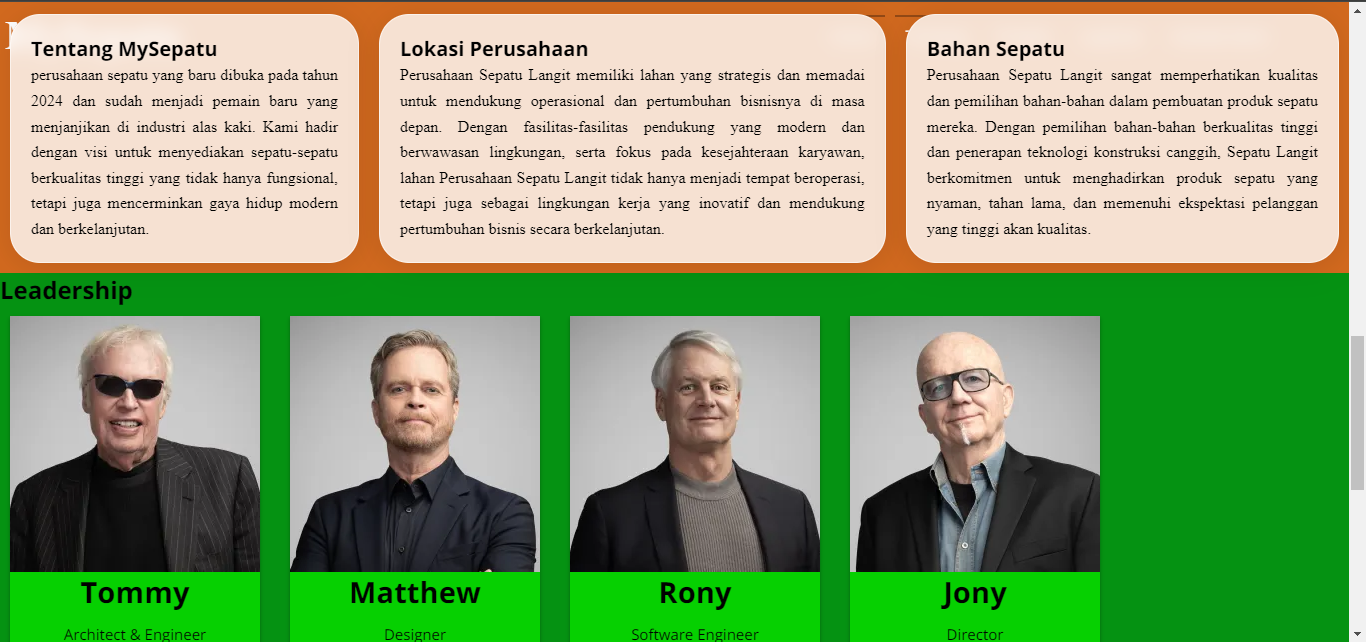 Tentang MySepatu
perusahaan sepatu yang baru dibuka pada tahun
2024 dan sudah menjadi pemain baru yang
menjanjikan di industri alas kaki. Kami hadir
dengan visi untuk menyediakan sepatu-sepatu
berkualitas tinggi yang tidak hanya fungsional,
tetapi juga mencerminkan gaya hidup modern
dan berkelanjutan.
Lokasi Perusahaan
Perusahaan Sepatu Langit memiliki lahan yang strategis dan memadai
untuk mendukung operasional dan pertumbuhan bisnisnya di masa
depan. Dengan fasilitas-fasilitas pendukung yang modern dan
berwawasan lingkungan, serta fokus pada kesejahteraan karyawan,
lahan Perusahaan Sepatu Langit tidak hanya menjadi tempat beroperasi,
tetapi juga sebagai lingkungan kerja yang inovatif dan mendukung
pertumbuhan bisnis secara berkelanjutan.
Bahan Sepatu
Perusahaan Sepatu Langit sangat memperhatikan kualitas
dan pemilihan bahan-bahan dalam pembuatan produk sepatu
mereka. Dengan pemilihan bahan-bahan berkualitas tinggi
dan penerapan teknologi konstruksi canggih, Sepatu Langit
berkomitmen untuk menghadirkan produk sepatu yang
nyaman, tahan lama, dan memenuhi ekspektasi pelanggan
yang tinggi akan kualitas.
Leadership
Tommy
Architect & Engineer
Matthew
Designer
Rony
Software Engineer
Jony
Director